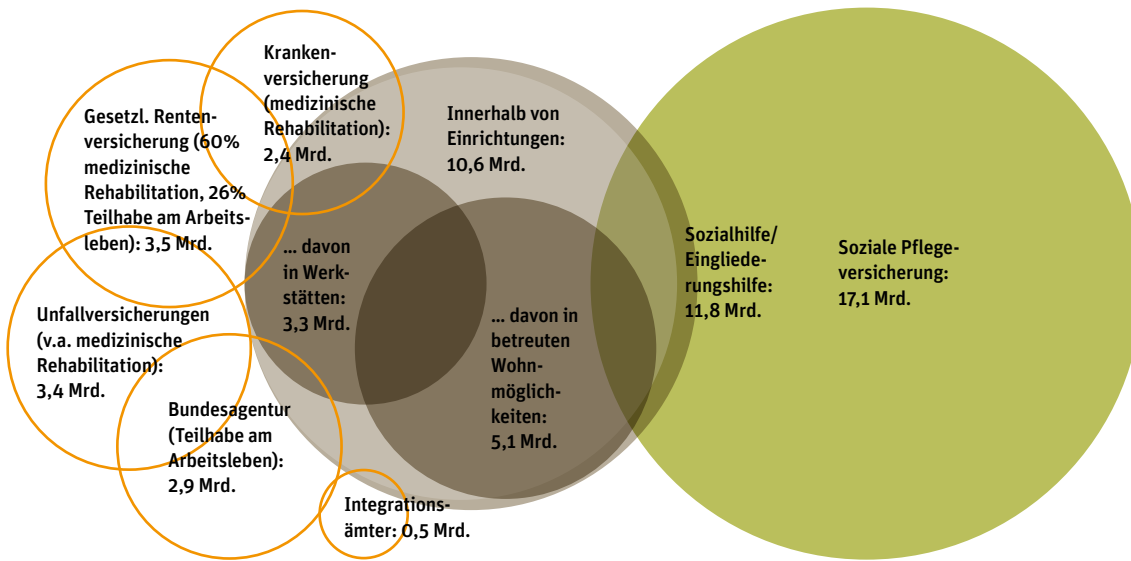 Kranken-
versicherung
(medizinische
Rehabilitation):
2,4 Mrd.
Gesetzl. Renten-
versicherung (60%
medizinische
Rehabilitation, 26%
Teilhabe am Arbeits-
leben): 3,5 Mrd.
Innerhalb von
Einrichtungen:
10,6 Mrd.
... davon
in Werk-
stätten:
3,3 Mrd.
Sozialhilfe/
Eingliede-
rungshilfe:
11,8 Mrd.
Soziale Pflege-
versicherung:
17,1 Mrd.
Unfallversicherungen
(v.a. medizinische
Rehabilitation):
3,4 Mrd.
... davon in
betreuten
Wohn-
möglich-
keiten:
5,1 Mrd.
Bundesagentur
(Teilhabe am
Arbeitsleben):
2,9 Mrd.
Integrations-
ämter: 0,5 Mrd.